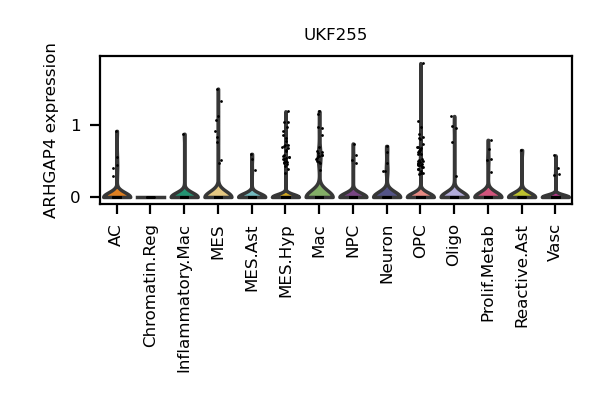 UKF255
ARHGAP4 expression
1
0
AC
Chromatin.Reg
Inflammatory.Mac
MES
MES.Ast
MES.Hyp
Mac
NPC
Neuron
OPC
Oligo
Prolif.Metab
Reactive.Ast
Vasc